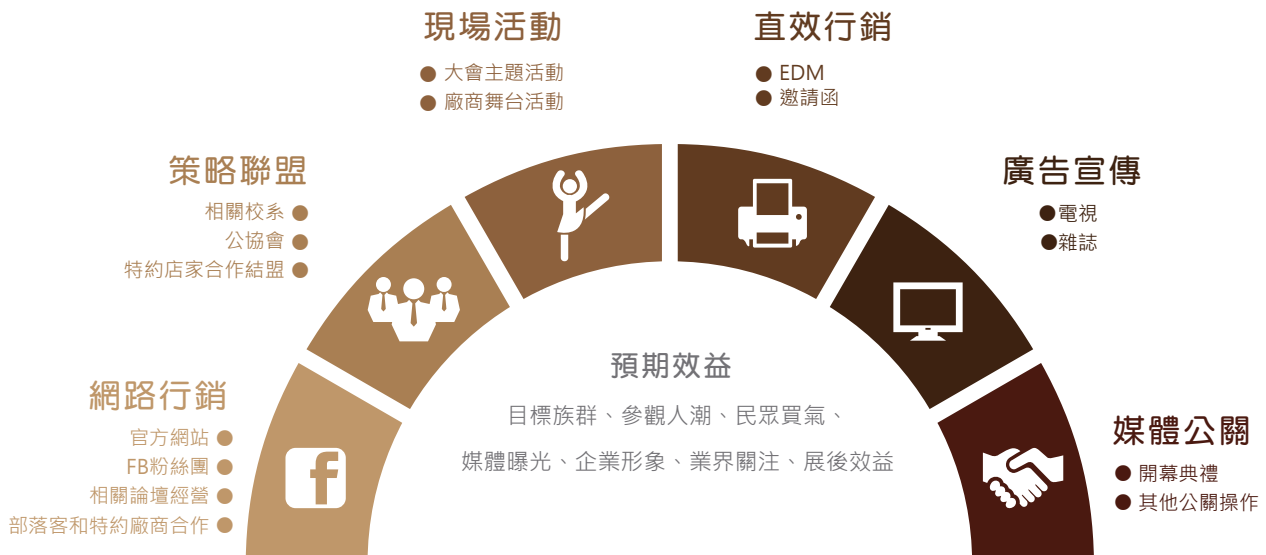 現場活動
● 大會主題活動
● 廠商舞台活動
直效行銷
● EDM
● 邀請函
策略聯盟
相關校系 ●
公協會 ●
特約店家合作結盟 ●
廣告宣傳
●電視
●雜誌
網路行銷
官方網站 ●
FB粉絲團 ●
相關論壇經營 ●
部落客和特約廠商合作 ●
f
預期效益
目標族群、參觀人潮、民眾買氣、
媒體曝光、企業形象、業界關注、展後效益
媒體公關
● 開幕典禮
● 其他公關操作